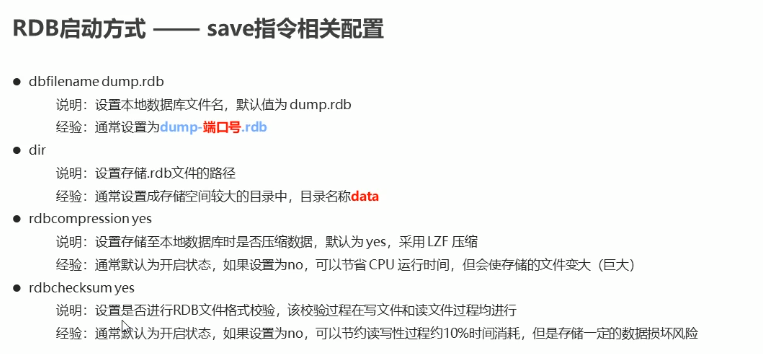 RDB启动方式 —— save指令相关配置
● dbfilename dump.rdb
说明：设置本地数据库文件名，默认值为 dump.rdb
经验：通常设置为dump-端口号.rdb
● dir
说明：设置存储.rdb文件的路径
经验：通常设置成存储空间较大的目录中，目录名称data
● rdbcompression yes
说明：设置存储至本地数据库时是否压缩数据，默认为 yes，采用 LZF 压缩
经验：通常默认为开启状态，如果设置为no，可以节省 CPU 运行时间，但会使存储的文件变大（巨大）
● rdbchecksum yes
说明：设置是否进行RDB文件格式校验，该校验过程在写文件和读文件过程均进行
经验：通常默认为开启状态，如果设置为no，可以节约读写性过程约10%时间消耗，但是存储一定的数据损坏风险